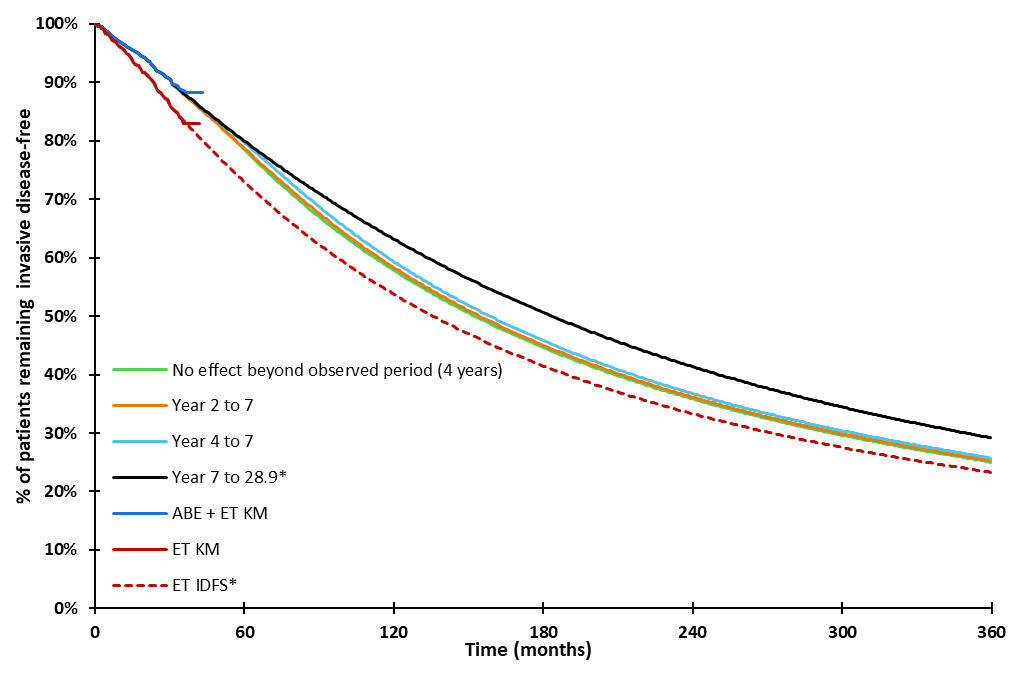 100%
90%
80%
70%
60%
50%
40%
30%
20%
10%
0%
% of patients remaining invasive disease-free
No effect beyond observed period (4 years)
Year 2 to 7
Year 4 to 7
Year 7 to 28.9*
ABE + ET KM
ET KM
ET IDFS*
0 60 120 180 240 300 360
Time (months)